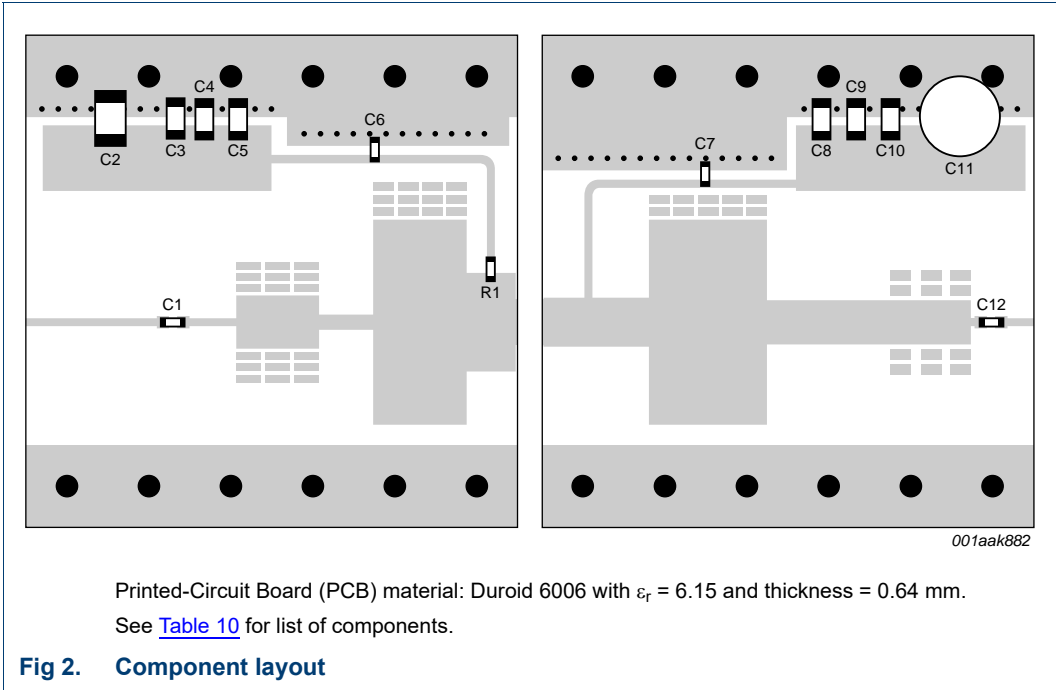 C4
C9
C6
C7
C2
C3
C5
C8
C10
C11
R1
C1
C12
001aak882
Printed-Circuit Board (PCB) material: Duroid 6006 with εr = 6.15 and thickness = 0.64 mm.
See Table 10 for list of components.
Fig 2. Component layout